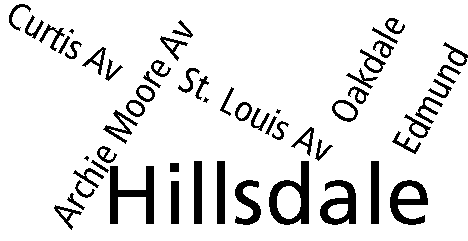 Curtis Av
Archie Moore Av
St. Louis Av
Oakdale
Edmund
Hillsdale